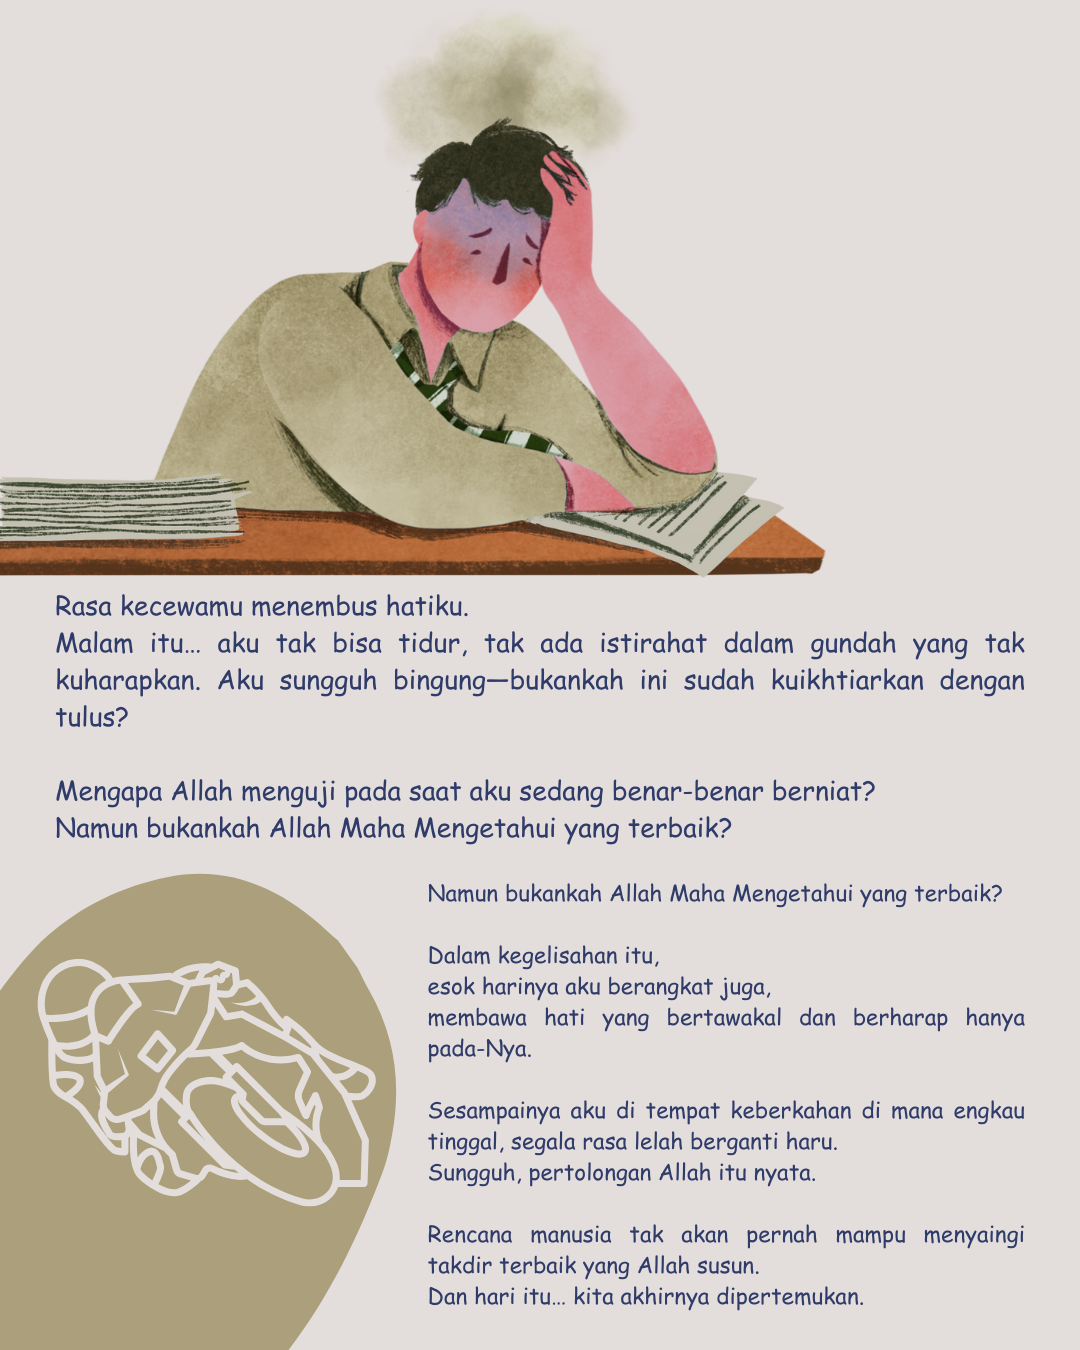 Rasa kecewamu menembus hatiku.
Malam itu... aku tak bisa tidur, tak ada istirahat dalam gundah yang tak
kuharapkan. Aku sungguh bingung—bukankah ini sudah kuikhtiarkan dengan
tulus?
Mengapa Allah menguji pada saat aku sedang benar-benar berniat?
Namun bukankah Allah Maha Mengetahui yang terbaik?
Namun bukankah Allah Maha Mengetahui yang terbaik?
Dalam kegelisahan itu,
esok harinya aku berangkat juga,
membawa hati yang bertawakal dan berharap hanya
pada-Nya.
Sesampainya aku di tempat keberkahan di mana engkau
tinggal, segala rasa lelah berganti haru.
Sungguh, pertolongan Allah itu nyata.
Rencana manusia tak akan pernah mampu menyaingi
takdir terbaik yang Allah susun.
Dan hari itu... kita akhirnya dipertemukan.